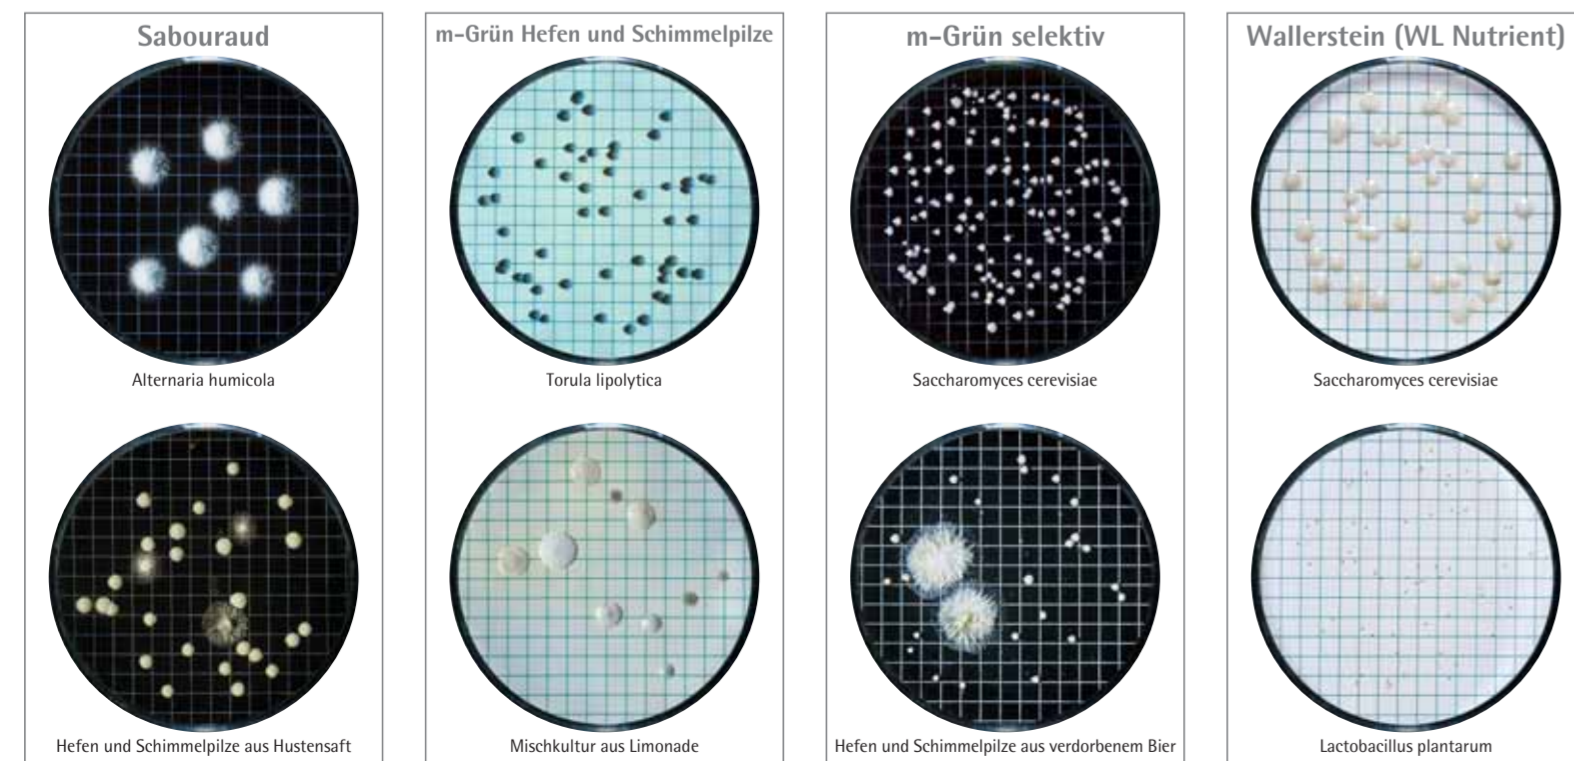 Sabouraud
m-Grün Hefen und Schimmelpilze
m-Grün selektiv
Wallerstein (WL Nutrient)
Alternaria humicola
Torula lipolytica
Saccharomyces cerevisiae
Saccharomyces cerevisiae
Hefen und Schimmelpilze aus Hustensaft
Mischkultur aus Limonade
Hefen und Schimmelpilze aus verdorbenem Bier
Lactobacillus plantarum